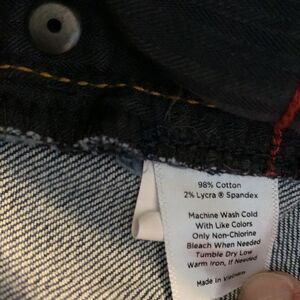 98% Cotton
2% Lycra ® Spandex
Machine Wash Cold
With Like Colors
Only Non-Chlorine
Bleach When Needed
Tumble Dry Low
Warm Iron, If Needed
Made in Vietnam